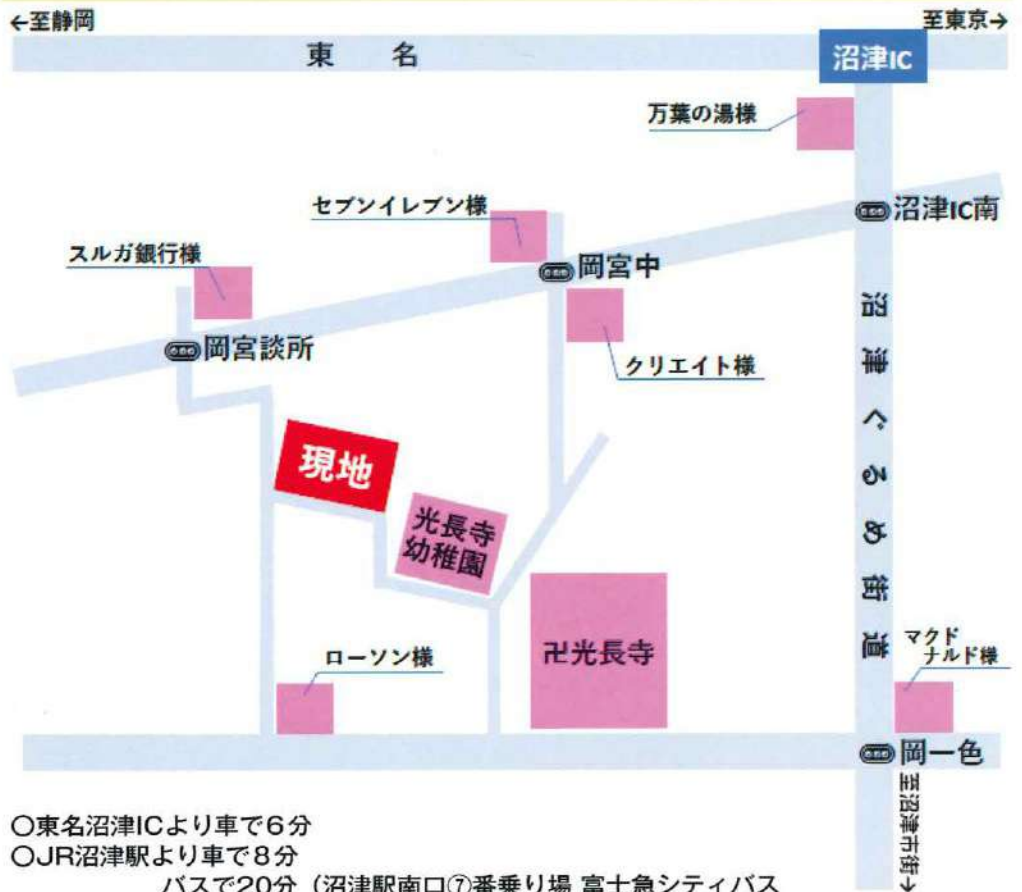 ←至静岡
至東京→
東 名
沼津IC
万葉の湯様
セブンイレブン様
沼津IC南
スルガ銀行様
岡宮中
岡宮談所
クリエイト様
沼津ぐるめ街道
現地
光長寺
幼稚園
卍光長寺
マクド
ナルド様
ローソン様
岡一色
至沼津市街→
○東名沼津ICより車で6分
○JR沼津駅より車で8分
バスで20分（沼津駅南口⑦番乗り場 富士急シティバス